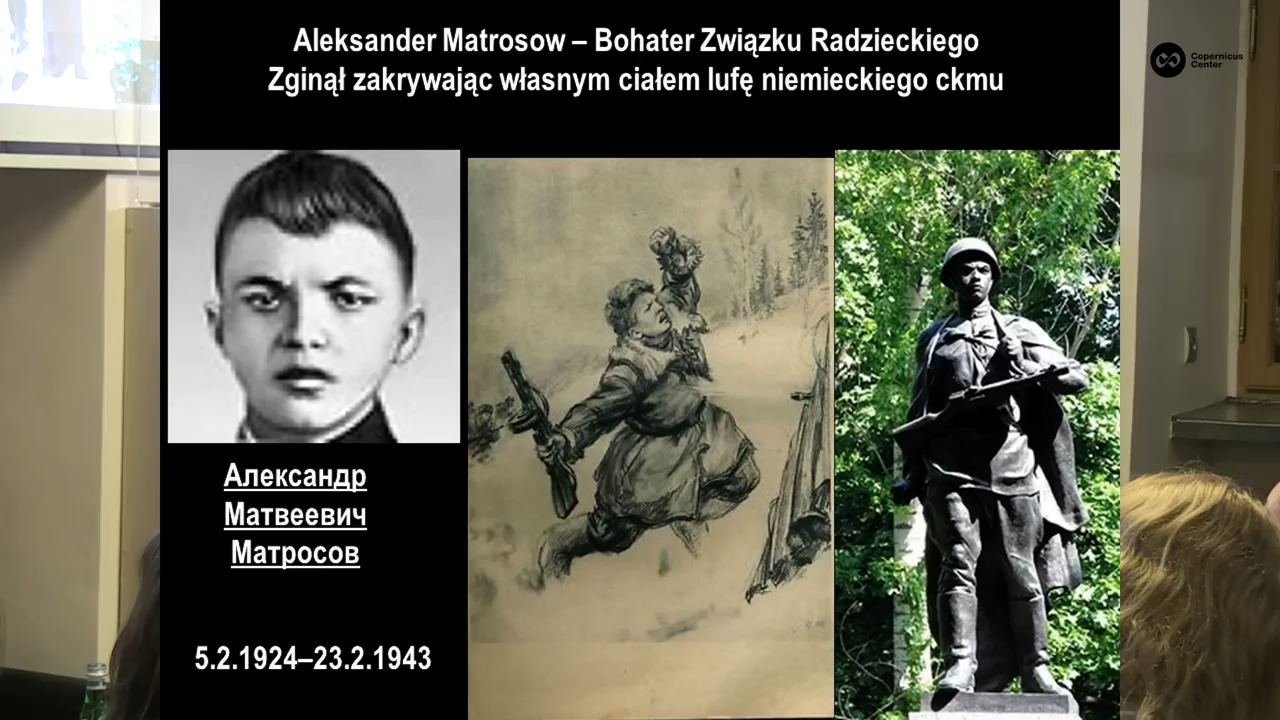 Aleksander Matrosow – Bohater Związku Radzieckiego
Zginął zakrywając własnym ciałem lufę niemieckiego ckmu
Copernicus
Center
Александр
Матвеевич
Матросов
5.2.1924–23.2.1943